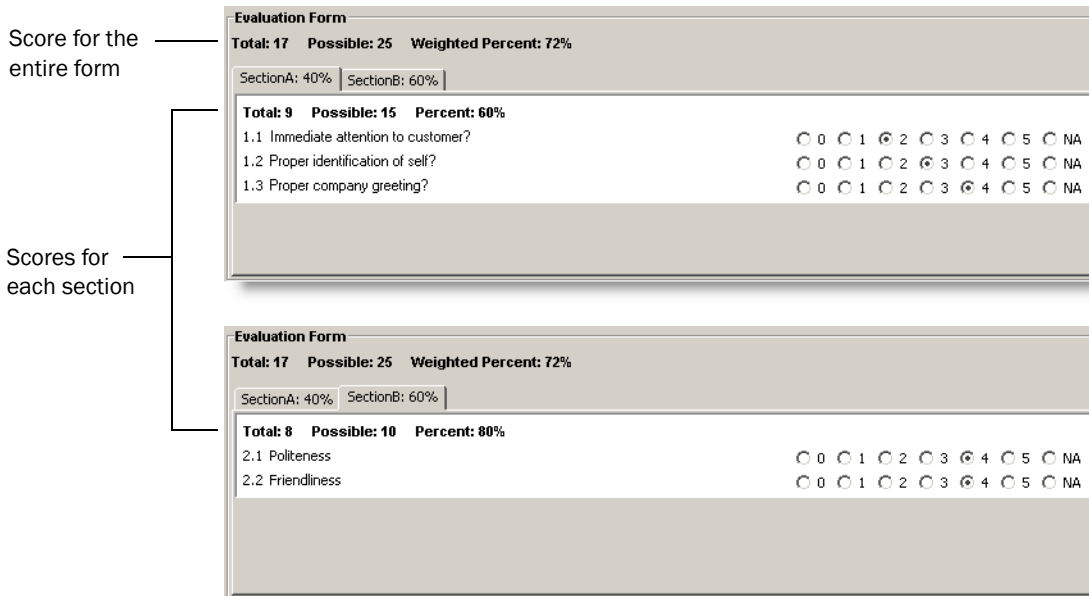 Score for the
entire form
Evaluation Form
Total: 17 Possible: 25 Weighted Percent: 72%
SectionA: 40% SectionB: 60%
Total: 9 Possible: 15 Percent: 60%
1.1 Immediate attention to customer? 0 1 2 3 4 5 NA
1.2 Proper identification of self? 0 1 2 3 4 5 NA
1.3 Proper company greeting? 0 1 2 3 4 5 NA
Scores for
each section
Evaluation Form
Total: 17 Possible: 25 Weighted Percent: 72%
SectionA: 40% SectionB: 60%
Total: 8 Possible: 10 Percent: 80%
2.1 Politeness 0 1 2 3 4 5 NA
2.2 Friendliness 0 1 2 3 4 5 NA